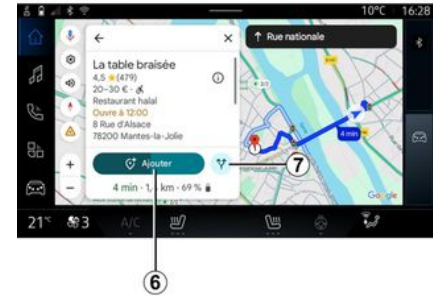 10°C 16:28
↑ Rue nationale
La table braisée
4,5 ★ (479)
20–30 € ·
Restaurant halal
Ouvre à 12:00
8 Rue d'Alsace
78200 Mantes-la-Jolie
Ajouter
4 min
4 min · 1, km · 69 %
Google
21° 3 A/C
6
7